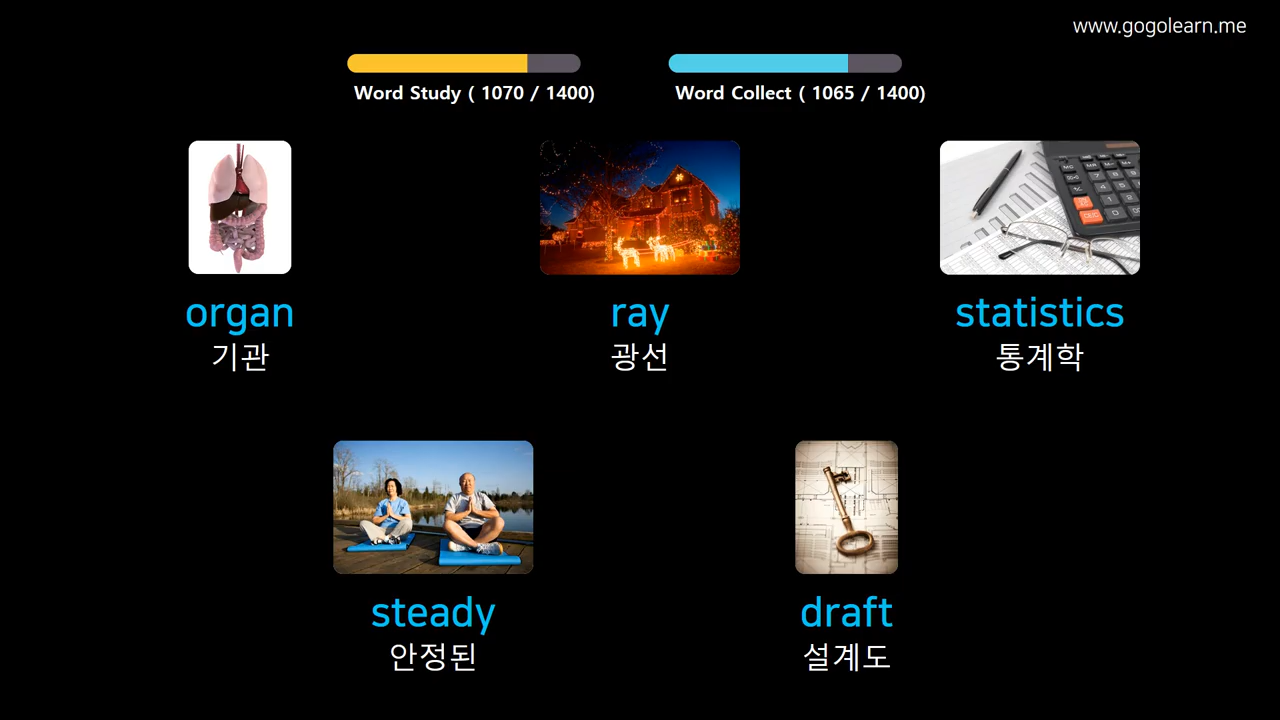 www.gogolearn.me
Word Study ( 1070 / 1400)
Word Collect ( 1065 / 1400)
organ
기관
ray
광선
statistics
통계학
steady
안정된
draft
설계도